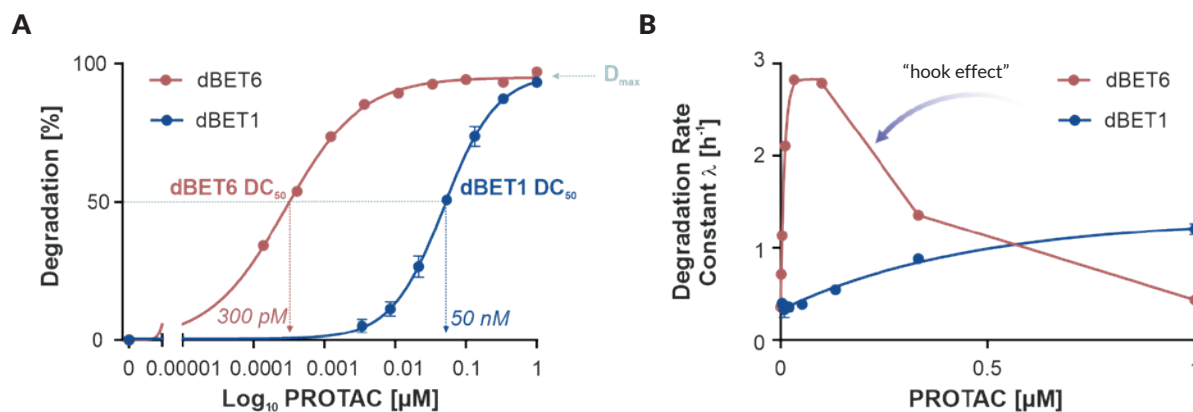 A
Degradation [%]
100
50
0
dBET6
dBET1
Dmax
dBET6 DC50
dBET1 DC50
300 pM
50 nM
0 0.00001 0.0001 0.001 0.01 0.1 1
Log10 PROTAC [µM]
B
Degradation Rate
Constant λ [h-1]
3
2
1
0
“hook effect”
dBET6
dBET1
0 0.5 1
PROTAC [µM]